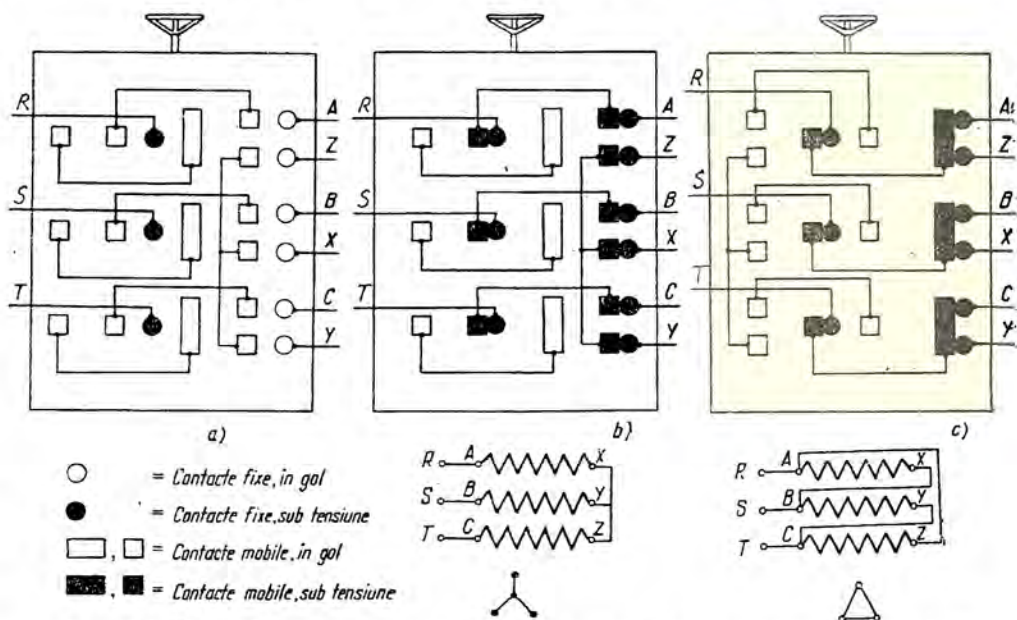 R
A
Z
S
B
X
T
C
Y
a)
R
A
Z
S
B
X
T
C
Y
b)
R
A
Z
S
B
X
T
C
Y
c)
= Contacte fixe, in gol
= Contacte fixe, sub tensiune
, = Contacte mobile, in gol
, = Contacte mobile, sub tensiune
R A X
S B Y
T C Z
R A X
S B Y
T C Z